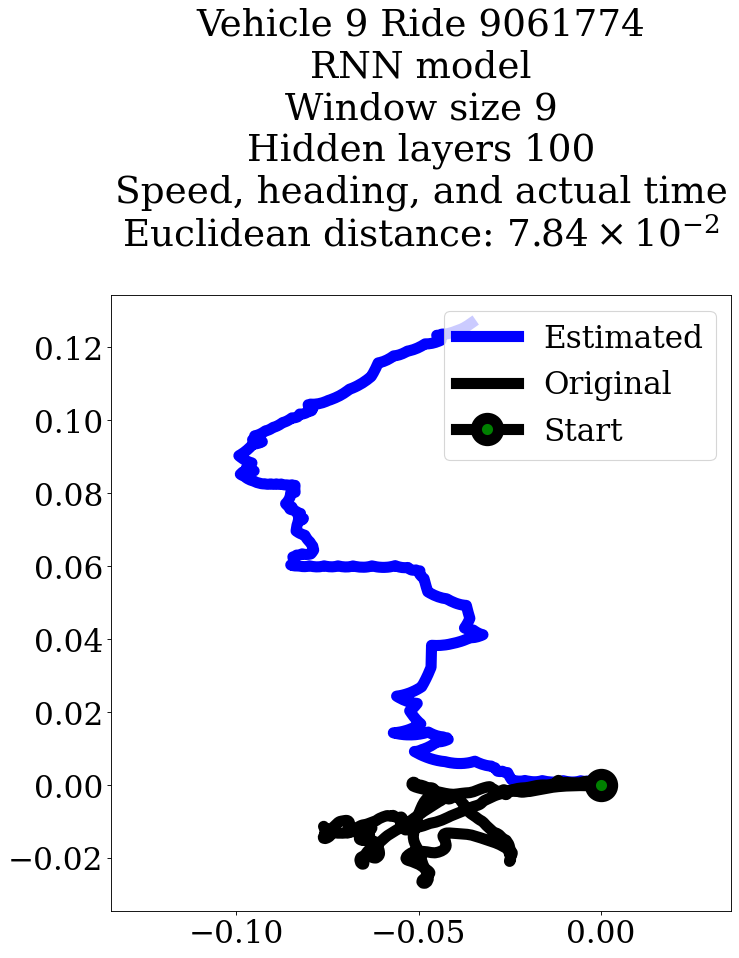 Vehicle 9 Ride 9061774
RNN model
Window size 9
Hidden layers 100
Speed, heading, and actual time
Euclidean distance: 7.84 × 10⁻²
Estimated
Original
Start
0.12
0.10
0.08
0.06
0.04
0.02
0.00
−0.02
−0.10 −0.05 0.00